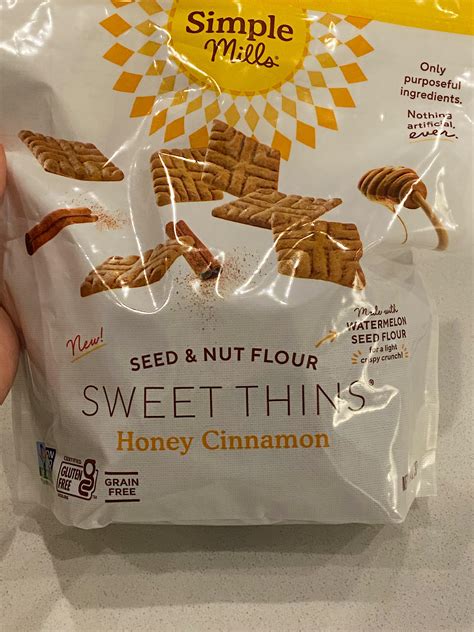 Simple
Mills®
Only
purposeful
ingredients.
Nothing
artificial,
ever.
New!
Made with
WATERMELON
SEED FLOUR
for a light
crispy crunch!
SEED & NUT FLOUR
SWEET THINS®
Honey Cinnamon
CERTIFIED
GLUTEN
FREE
GRAIN
FREE